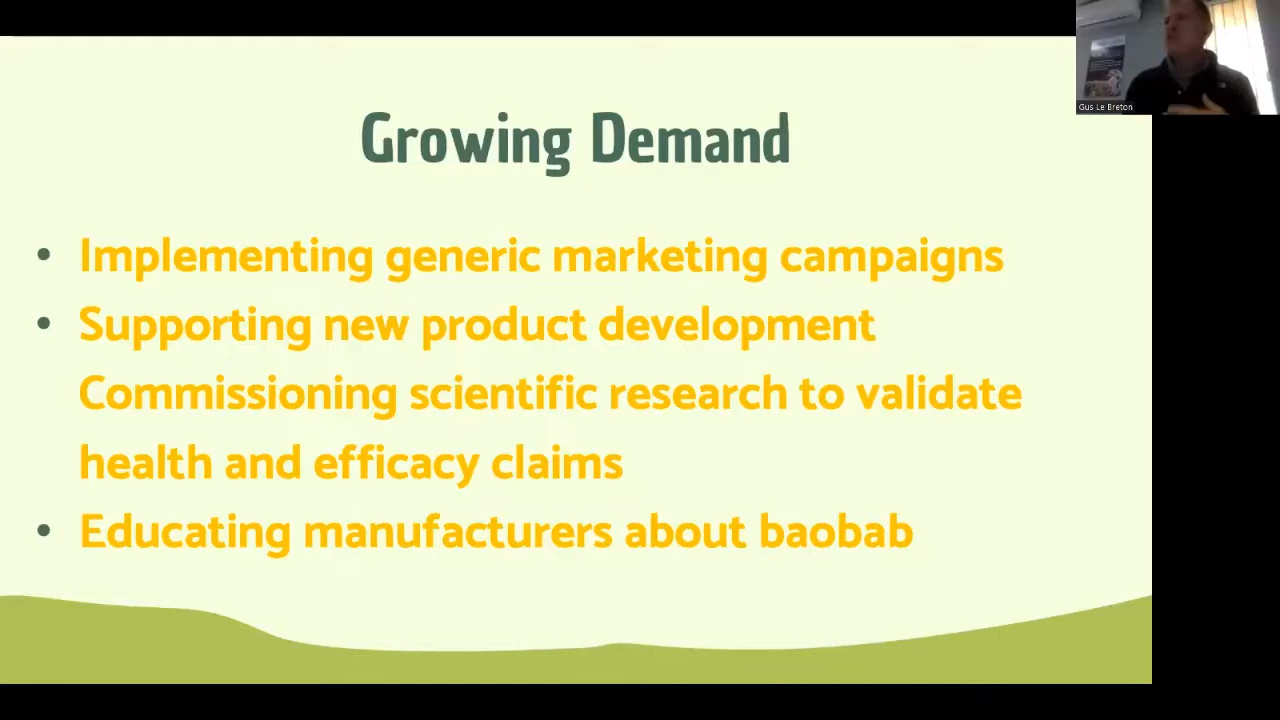 Growing Demand
Gus Le Breton
• Implementing generic marketing campaigns
• Supporting new product development
Commissioning scientific research to validate
health and efficacy claims
• Educating manufacturers about baobab